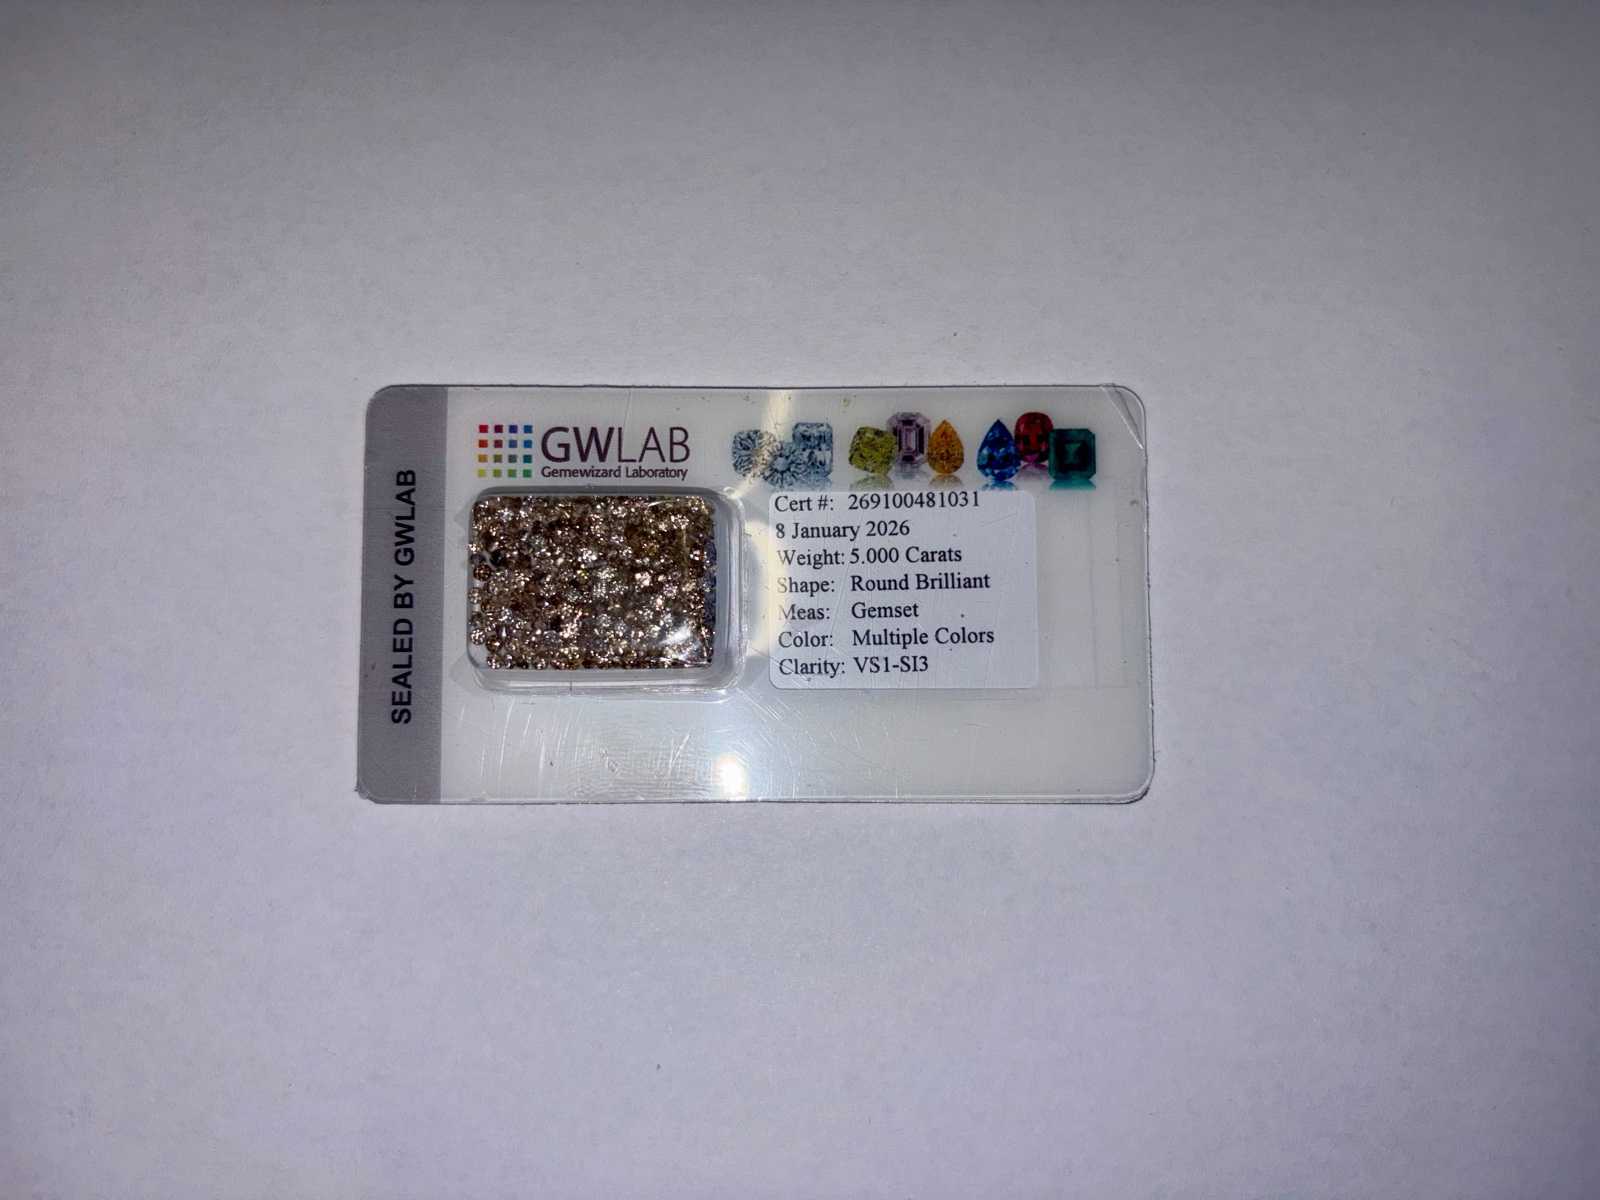 SEALED BY GWLAB
GWLAB
Gemewizard Laboratory
Cert #: 269100481031
8 January 2026
Weight: 5.000 Carats
Shape: Round Brilliant
Meas: Gemset
Color: Multiple Colors
Clarity: VS1-SI3